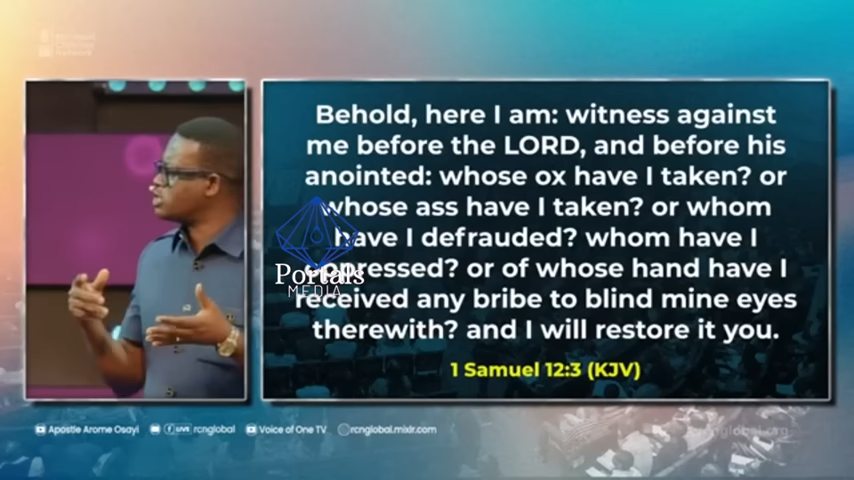 Behold, here I am: witness against
me before the LORD, and before his
anointed: whose ox have I taken? or
whose ass have I taken? or whom
have I defrauded? whom have I
oppressed? or of whose hand have I
received any bribe to blind mine eyes
therewith? and I will restore it you.
1 Samuel 12:3 (KJV)
Portals
MEDIA
Apostle Arome Osayi LIVE rcnglobal Voice of One TV rcnglobal.mixlr.com
rcnglobal.org